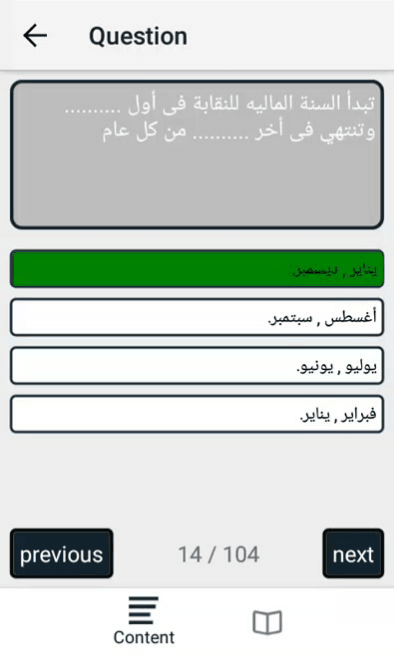 Question
تبدأ السنة الماليه للنقابة فى أول ..........
وتنتهي فى أخر .......... من كل عام
يناير , ديسمبر.
أغسطس , سبتمبر.
يوليو , يونيو.
فبراير , يناير.
previous
14 / 104
next
Content